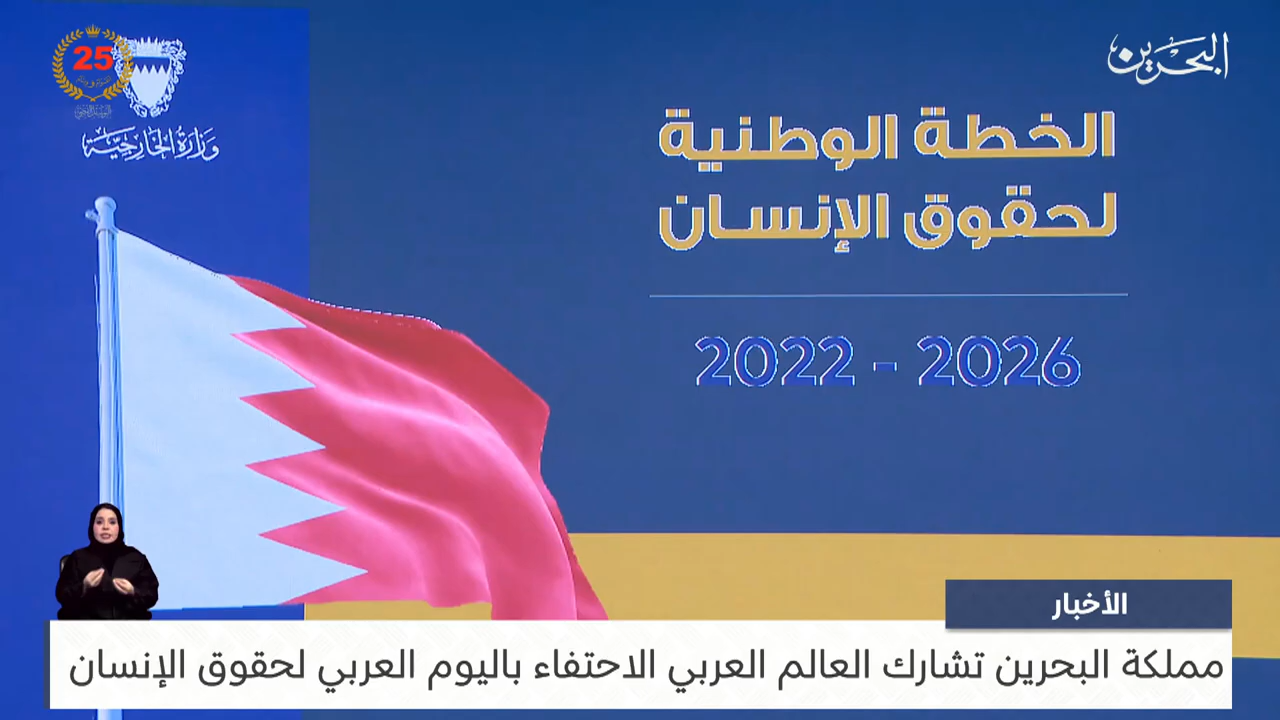 البحرين
25
وزارة الخارجية
الخطة الوطنية
لحقوق الإنسان
2022 - 2026
الأخبار
مملكة البحرين تشارك العالم العربي الاحتفاء باليوم العربي لحقوق الإنسان